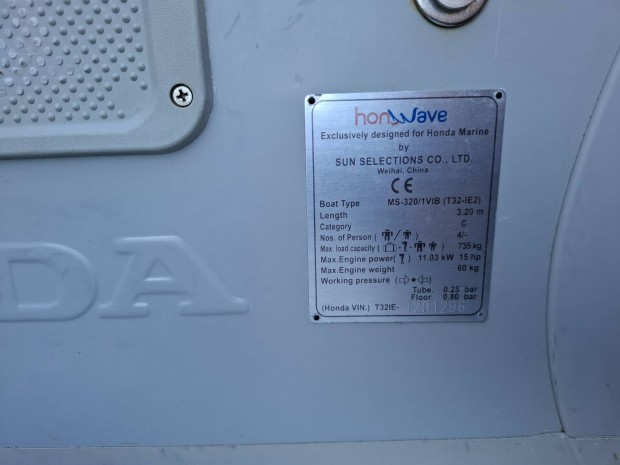 honwave
Exclusively designed for Honda Marine
by
SUN SELECTIONS CO., LTD.
Weihai, China
CE
Boat Type MS-320/1VIB (T32-IE2)
Length 3.20 m
Category C
Nos. of Person ( / ) 4/-
Max. load capacity ( - - ) 735 kg
Max.Engine power( ) 11.03 kW 15 hp
Max.Engine weight 60 kg
Working pressure ( )
Tube. 0.25 bar
Floor. 0.80 bar
(Honda VIN.) T32IE- 1201296
DA